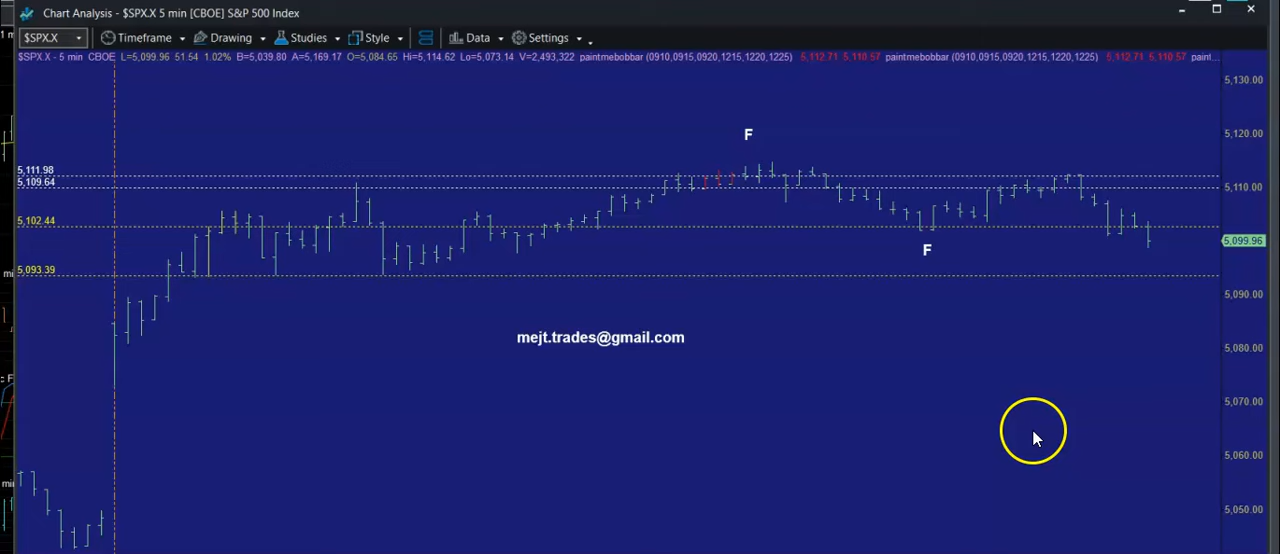 Chart Analysis - $SPX.X 5 min [CBOE] S&P 500 Index
$SPX.X Timeframe Drawing Studies Style Data Settings
$SPX.X - 5 min CBOE L=5,099.96 51.54 1.02% B=5,039.80 A=5,169.17 O=5,084.65 Hi=5,114.62 Lo=5,073.14 V=2,493,322 paintmebobbar (0910,0915,0920,1215,1220,1225) 5,112.71 5,110.57 paintmebobbar (0910,0915,0920,1215,1220,1225) 5,112.71 5,110.57 paint...
5,130.00
F
5,120.00
5,111.98
5,109.64
5,110.00
5,102.44
5,099.96
F
5,093.39
5,090.00
mejt.trades@gmail.com
5,080.00
5,070.00
5,060.00
5,050.00